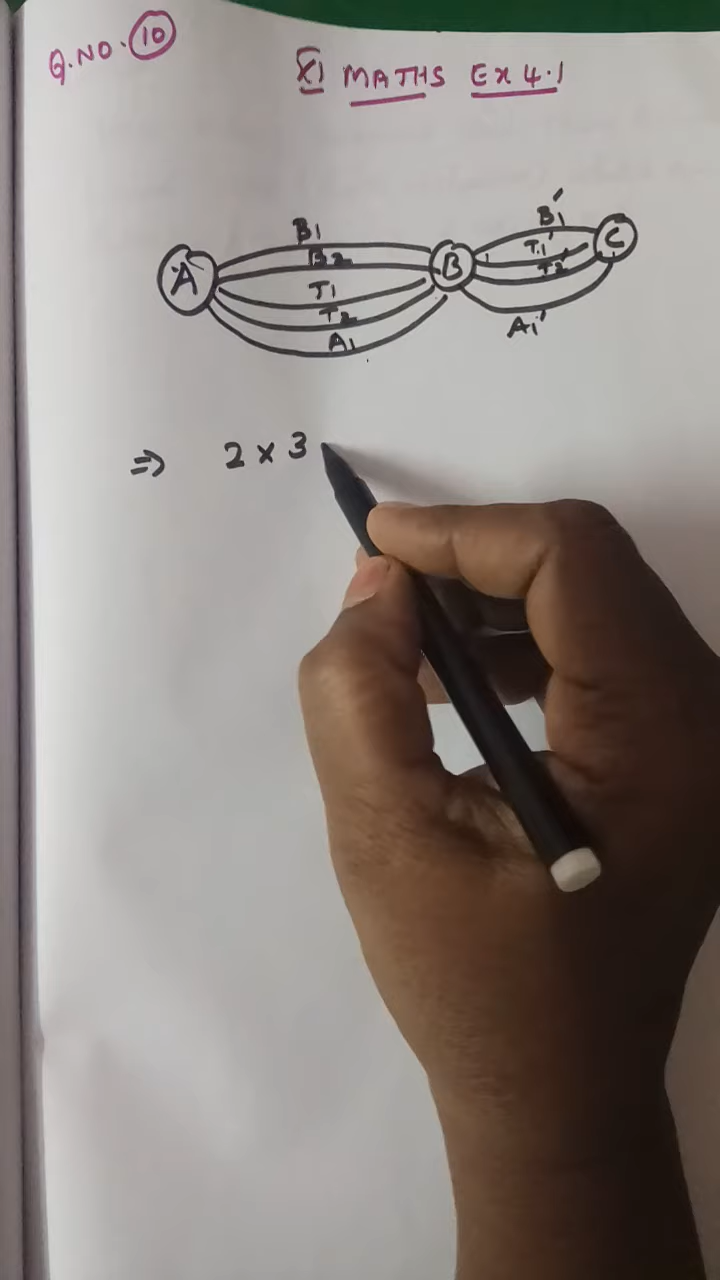 Q.NO. 10
XI MATHS Ex 4.1
B1
B2
T1
T2
A1
A
B
C
B1'
T1'
T2'
A1'
⇒ 2 × 3